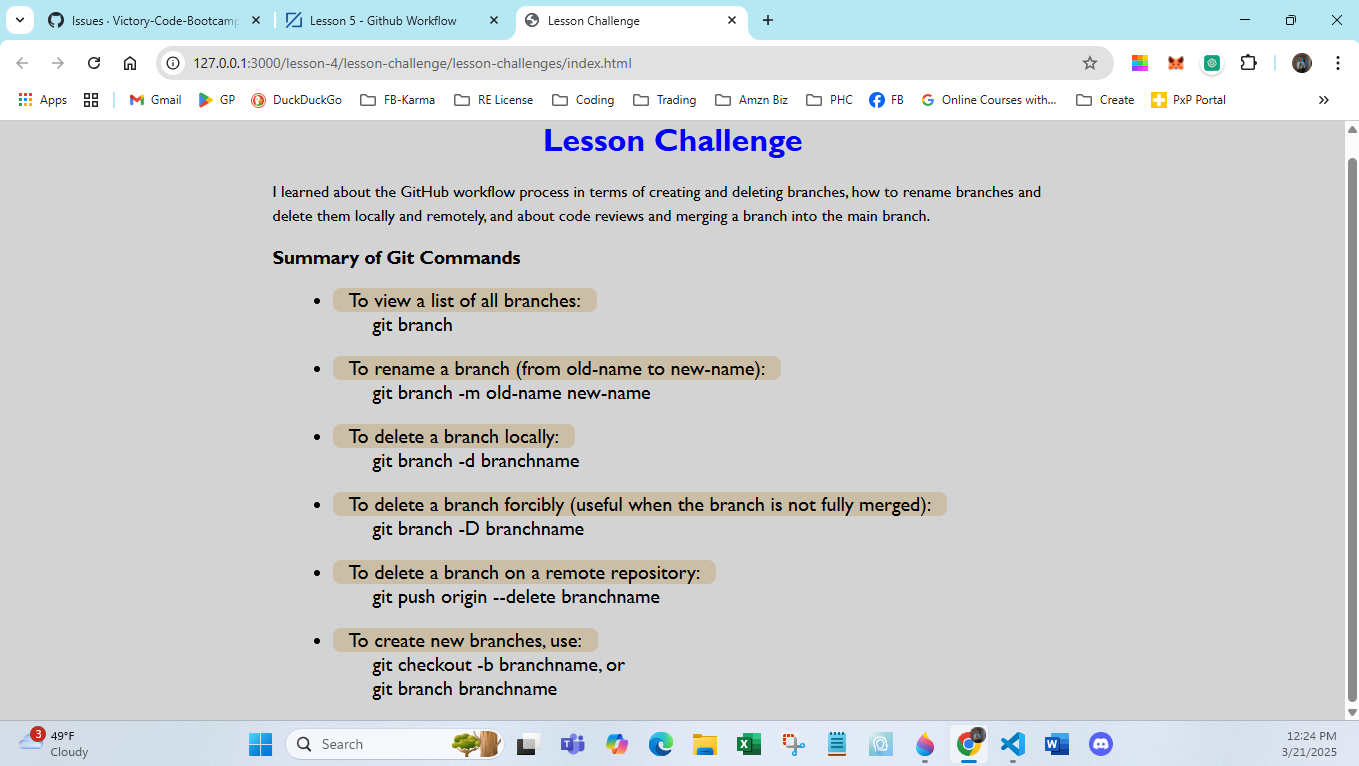 Issues · Victory-Code-Bootcamp
Lesson 5 - Github Workflow
Lesson Challenge
127.0.0.1:3000/lesson-4/lesson-challenge/lesson-challenges/index.html
Apps
Gmail
GP
DuckDuckGo
FB-Karma
RE License
Coding
Trading
Amzn Biz
PHC
FB
Online Courses with...
Create
PxP Portal
Lesson Challenge
I learned about the GitHub workflow process in terms of creating and deleting branches, how to rename branches and
delete them locally and remotely, and about code reviews and merging a branch into the main branch.
Summary of Git Commands
• To view a list of all branches:
git branch
• To rename a branch (from old-name to new-name):
git branch -m old-name new-name
• To delete a branch locally:
git branch -d branchname
• To delete a branch forcibly (useful when the branch is not fully merged):
git branch -D branchname
• To delete a branch on a remote repository:
git push origin --delete branchname
• To create new branches, use:
git checkout -b branchname, or
git branch branchname
3
49°F
Cloudy
Search
12:24 PM
3/21/2025